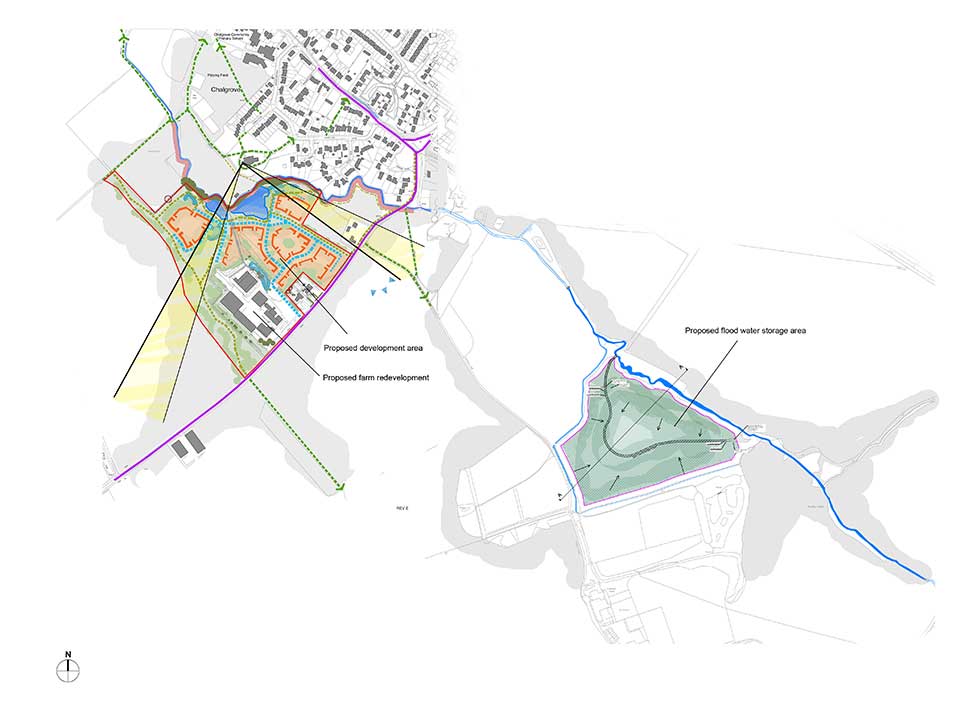 Chalgrove Community
Primary School
Playing Field
Chalgrove
Proposed flood water storage area
Proposed development area
Proposed farm redevelopment
REV E
N